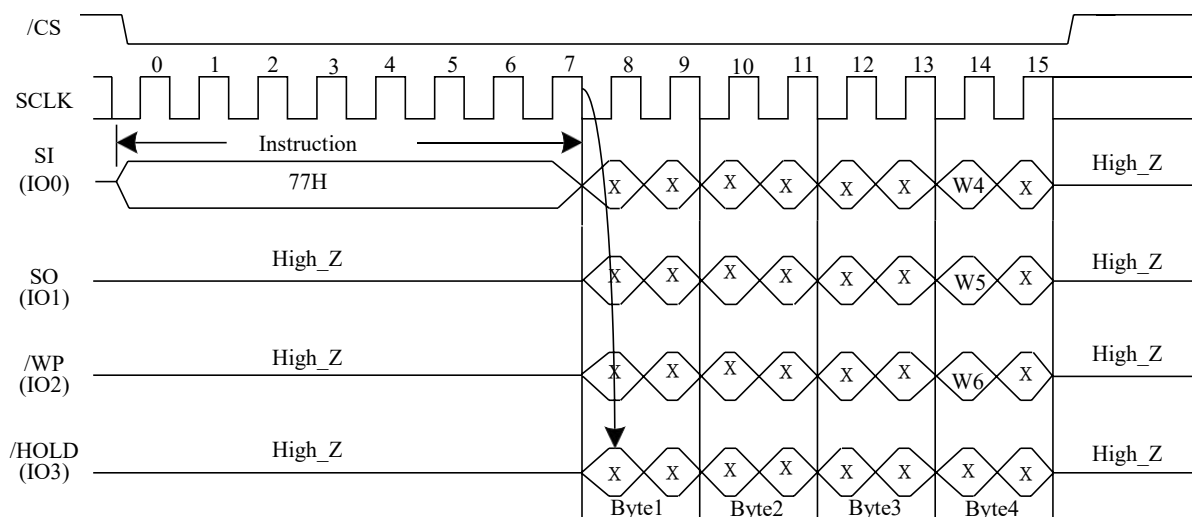 /CS
0 1 2 3 4 5 6 7 8 9 10 11 12 13 14 15
SCLK
Instruction
SI
(IO0)
77H
X X X X X X W4 X
High_Z
SO
(IO1)
High_Z
X X X X X X W5 X
High_Z
/WP
(IO2)
High_Z
X X X X X X W6 X
High_Z
/HOLD
(IO3)
High_Z
X X X X X X X X
High_Z
Byte1 Byte2 Byte3 Byte4